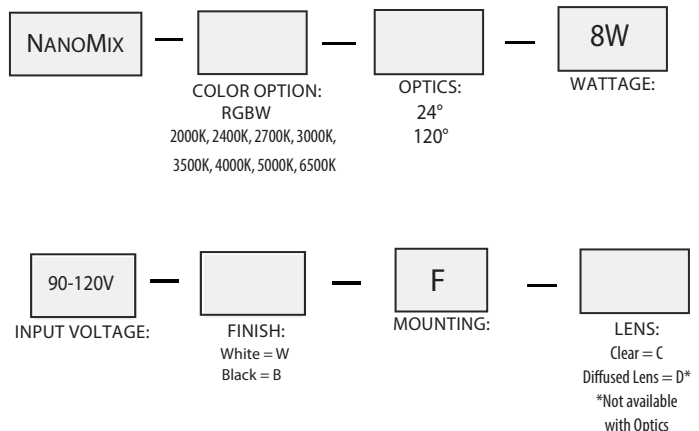 NANOMIX — — — 8W
COLOR OPTION:
RGBW
2000K, 2400K, 2700K, 3000K,
3500K, 4000K, 5000K, 6500K
OPTICS:
24°
120°
WATTAGE:
90-120V — — F —
INPUT VOLTAGE:
FINISH:
White = W
Black = B
MOUNTING:
LENS:
Clear = C
Diffused Lens = D*
*Not available
with Optics